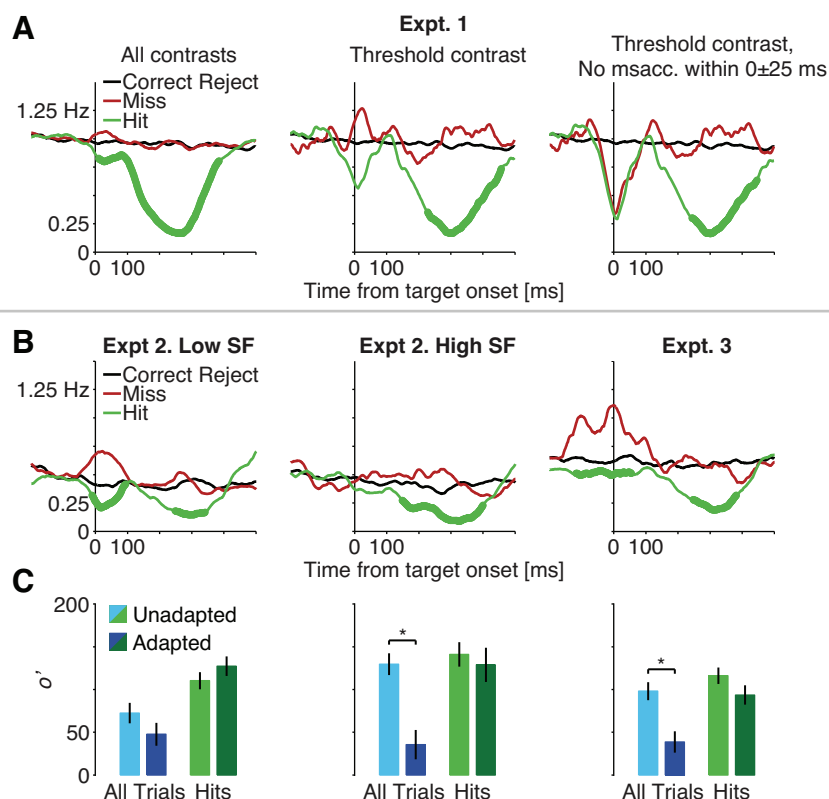 A
Expt. 1
All contrasts
Threshold contrast
Threshold contrast,
No msacc. within 0±25 ms
Correct Reject
Miss
Hit
1.25 Hz
0.25
0
0 100
0 100
0 100
Time from target onset [ms]
B
Expt 2. Low SF
Expt 2. High SF
Expt. 3
Correct Reject
Miss
Hit
1.25 Hz
0.25
0
0 100
0 100
0 100
Time from target onset [ms]
C
200
Unadapted
Adapted
*
*
o'
50
0
All Trials Hits
All Trials Hits
All Trials Hits